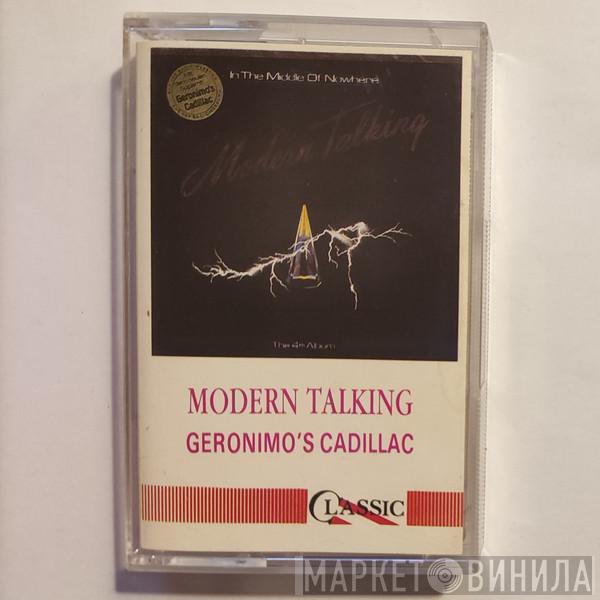 In The Middle Of Nowhere
Geronimo's
Cadillac
Modern Talking
The 4th Album
MODERN TALKING
GERONIMO'S CADILLAC
CLASSIC
МАРКЕТ ВИНИЛА